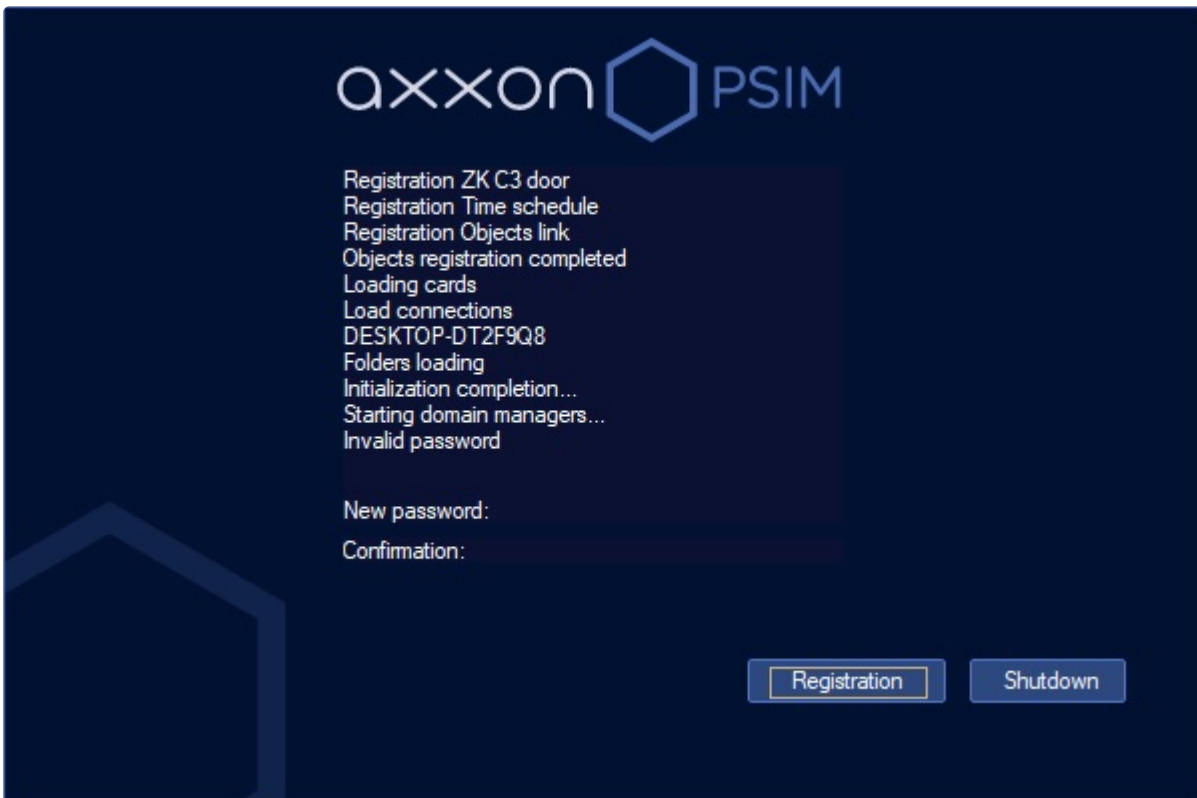 axxon PSIM
Registration ZK C3 door
Registration Time schedule
Registration Objects link
Objects registration completed
Loading cards
Load connections
DESKTOP-DT2F9Q8
Folders loading
Initialization completion...
Starting domain managers...
Invalid password
New password:
Confirmation:
Registration Shutdown